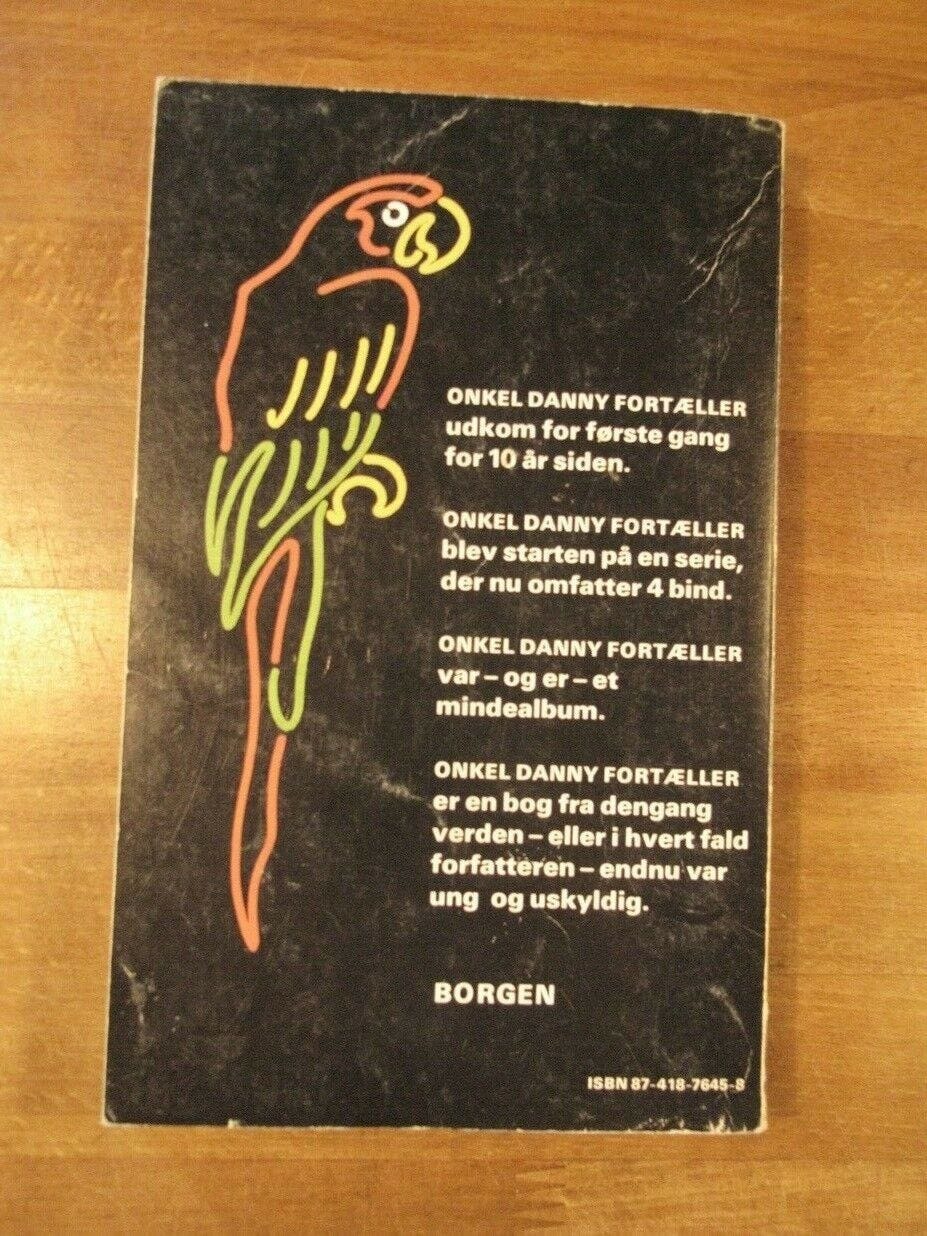 ONKEL DANNY FORTÆLLER
udkom for første gang
for 10 år siden.
ONKEL DANNY FORTÆLLER
blev starten på en serie,
der nu omfatter 4 bind.
ONKEL DANNY FORTÆLLER
var – og er – et
mindealbum.
ONKEL DANNY FORTÆLLER
er en bog fra dengang
verden – eller i hvert fald
forfatteren – endnu var
ung og uskyldig.
BORGEN
ISBN 87-418-7645-8